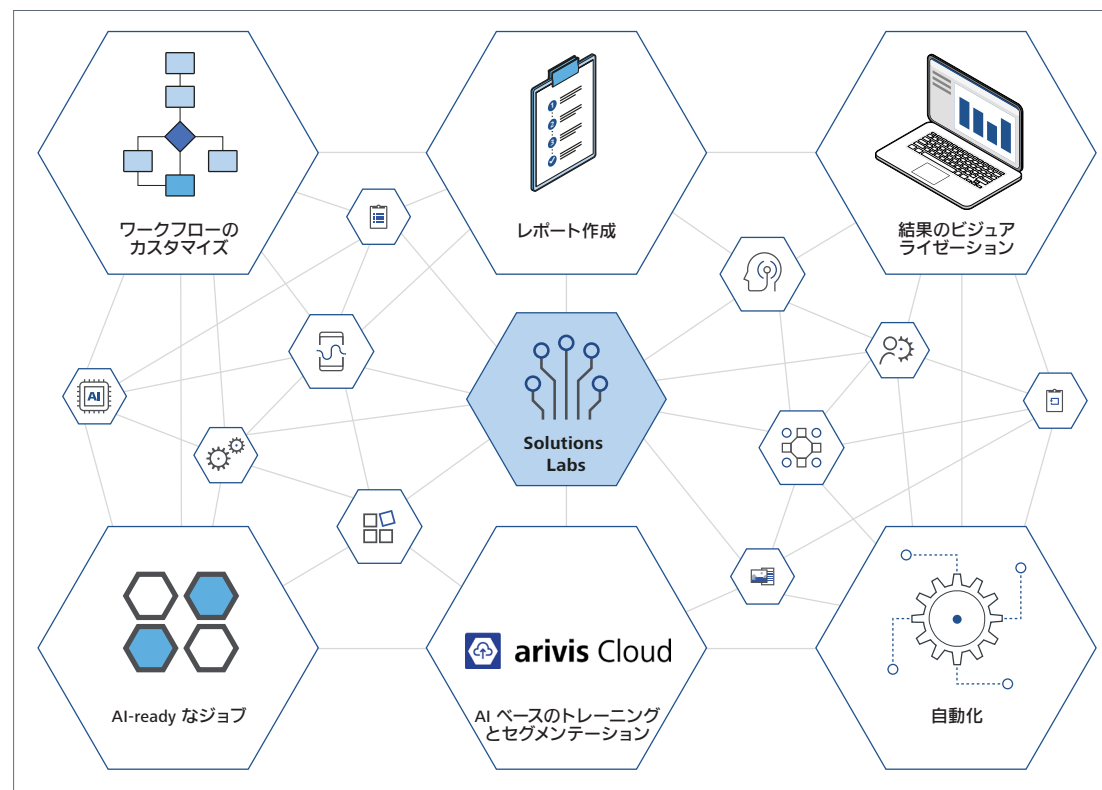 1
2
3
ワークフローの
カスタマイズ
レポート作成
結果のビジュア
ライゼーション
AI
Solutions
Labs
AI-ready なジョブ
arivis Cloud
AI ベースのトレーニング
とセグメンテーション
自動化